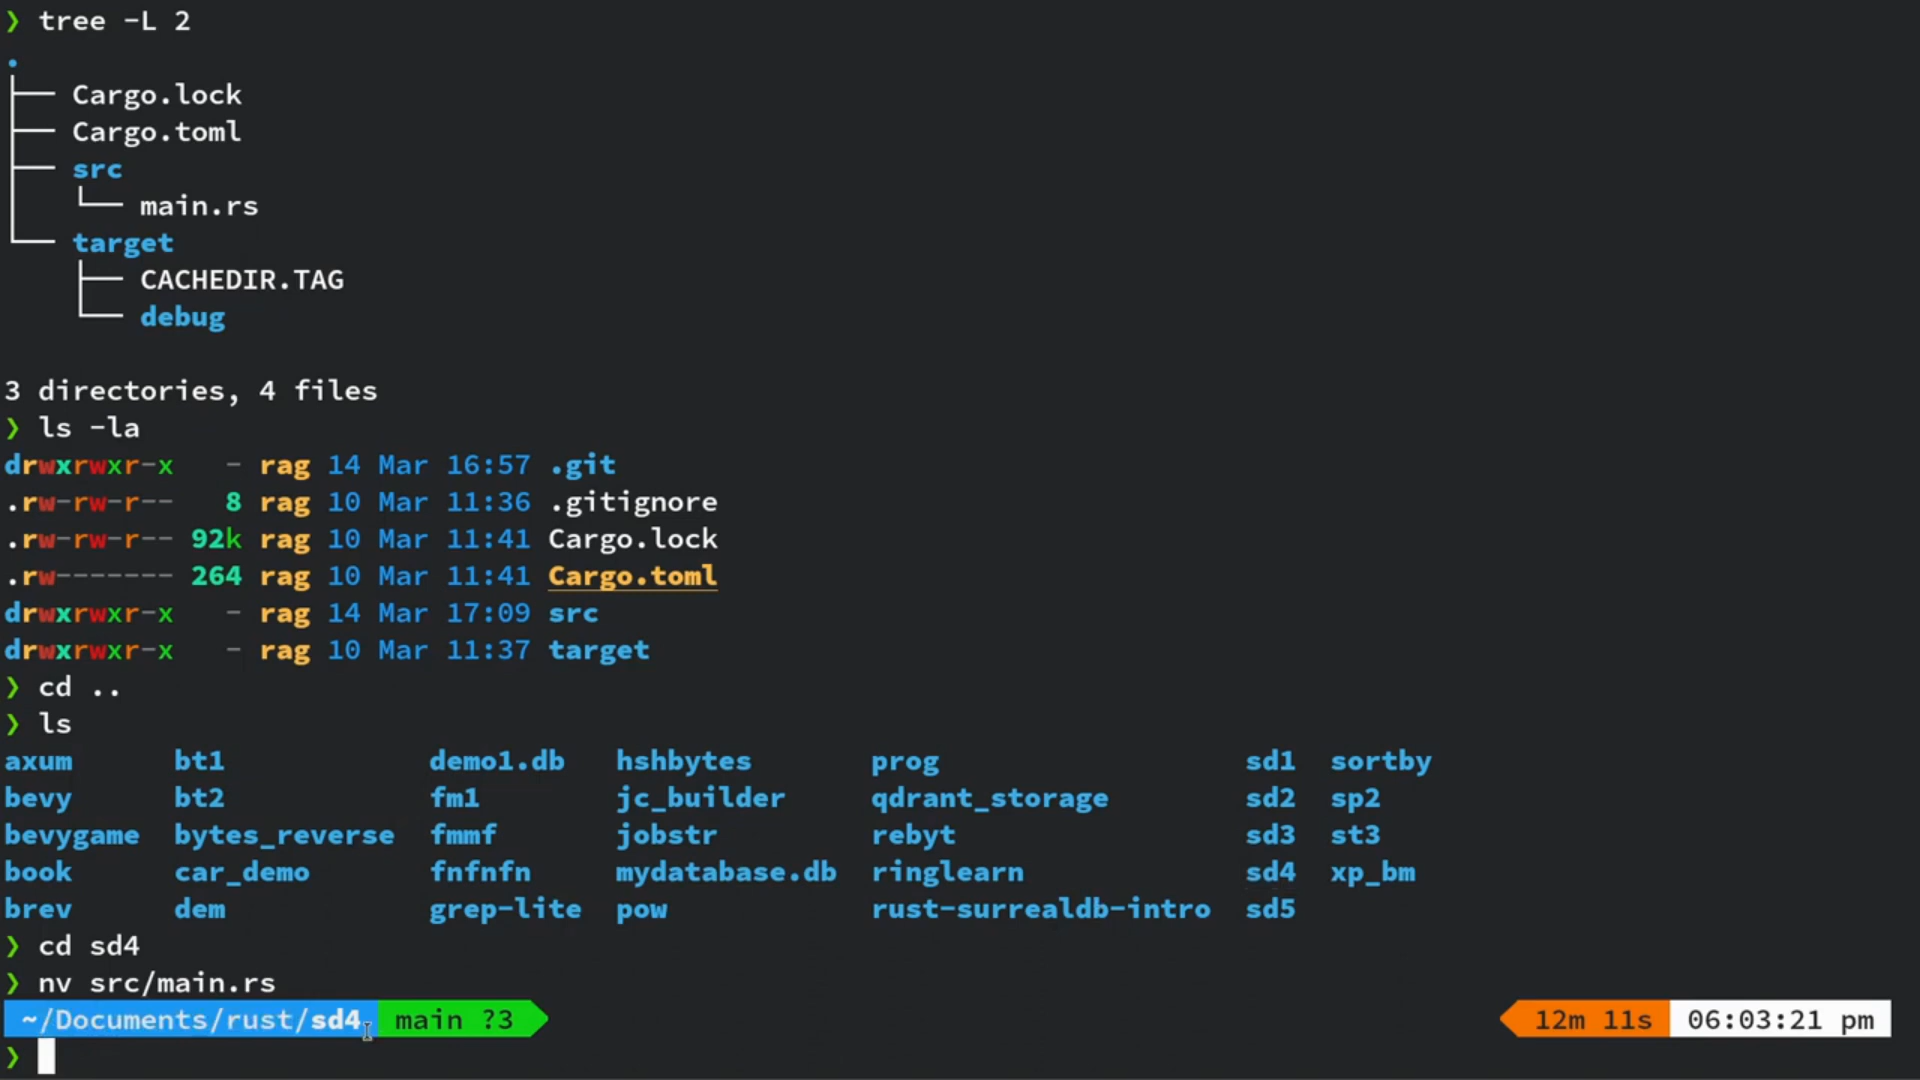 ❯ tree -L 2
.
├── Cargo.lock
├── Cargo.toml
├── src
│   └── main.rs
└── target
    ├── CACHEDIR.TAG
    └── debug
3 directories, 4 files
❯ ls -la
drwxrwxr-x   - rag 14 Mar 16:57 .git
.rw-rw-r--   8 rag 10 Mar 11:36 .gitignore
.rw-rw-r-- 92k rag 10 Mar 11:41 Cargo.lock
.rw------- 264 rag 10 Mar 11:41 Cargo.toml
drwxrwxr-x   - rag 14 Mar 17:09 src
drwxrwxr-x   - rag 10 Mar 11:37 target
❯ cd ..
❯ ls
axum      bt1            demo1.db   hshbytes      prog                 sd1  sortby
bevy      bt2            fm1        jc_builder    qdrant_storage       sd2  sp2
bevygame  bytes_reverse  fmmf       jobstr        rebyt                sd3  st3
book      car_demo       fnfnfn     mydatabase.db ringlearn            sd4  xp_bm
brev      dem            grep-lite  pow           rust-surrealdb-intro sd5
❯ cd sd4
❯ nv src/main.rs
~/Documents/rust/sd4 main ?3 12m 11s 06:03:21 pm
❯